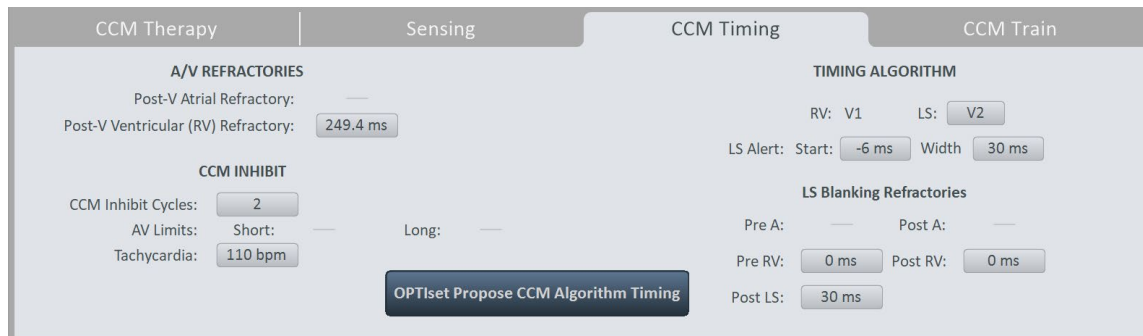 CCM Therapy Sensing CCM Timing CCM Train
A/V REFRACTORIES
Post-V Atrial Refractory: —
Post-V Ventricular (RV) Refractory: 249.4 ms
CCM INHIBIT
CCM Inhibit Cycles: 2
AV Limits: Short: — Long: —
Tachycardia: 110 bpm
OPTIset Propose CCM Algorithm Timing
TIMING ALGORITHM
RV: V1 LS: V2
LS Alert: Start: -6 ms Width 30 ms
LS Blanking Refractories
Pre A: — Post A: —
Pre RV: 0 ms Post RV: 0 ms
Post LS: 30 ms